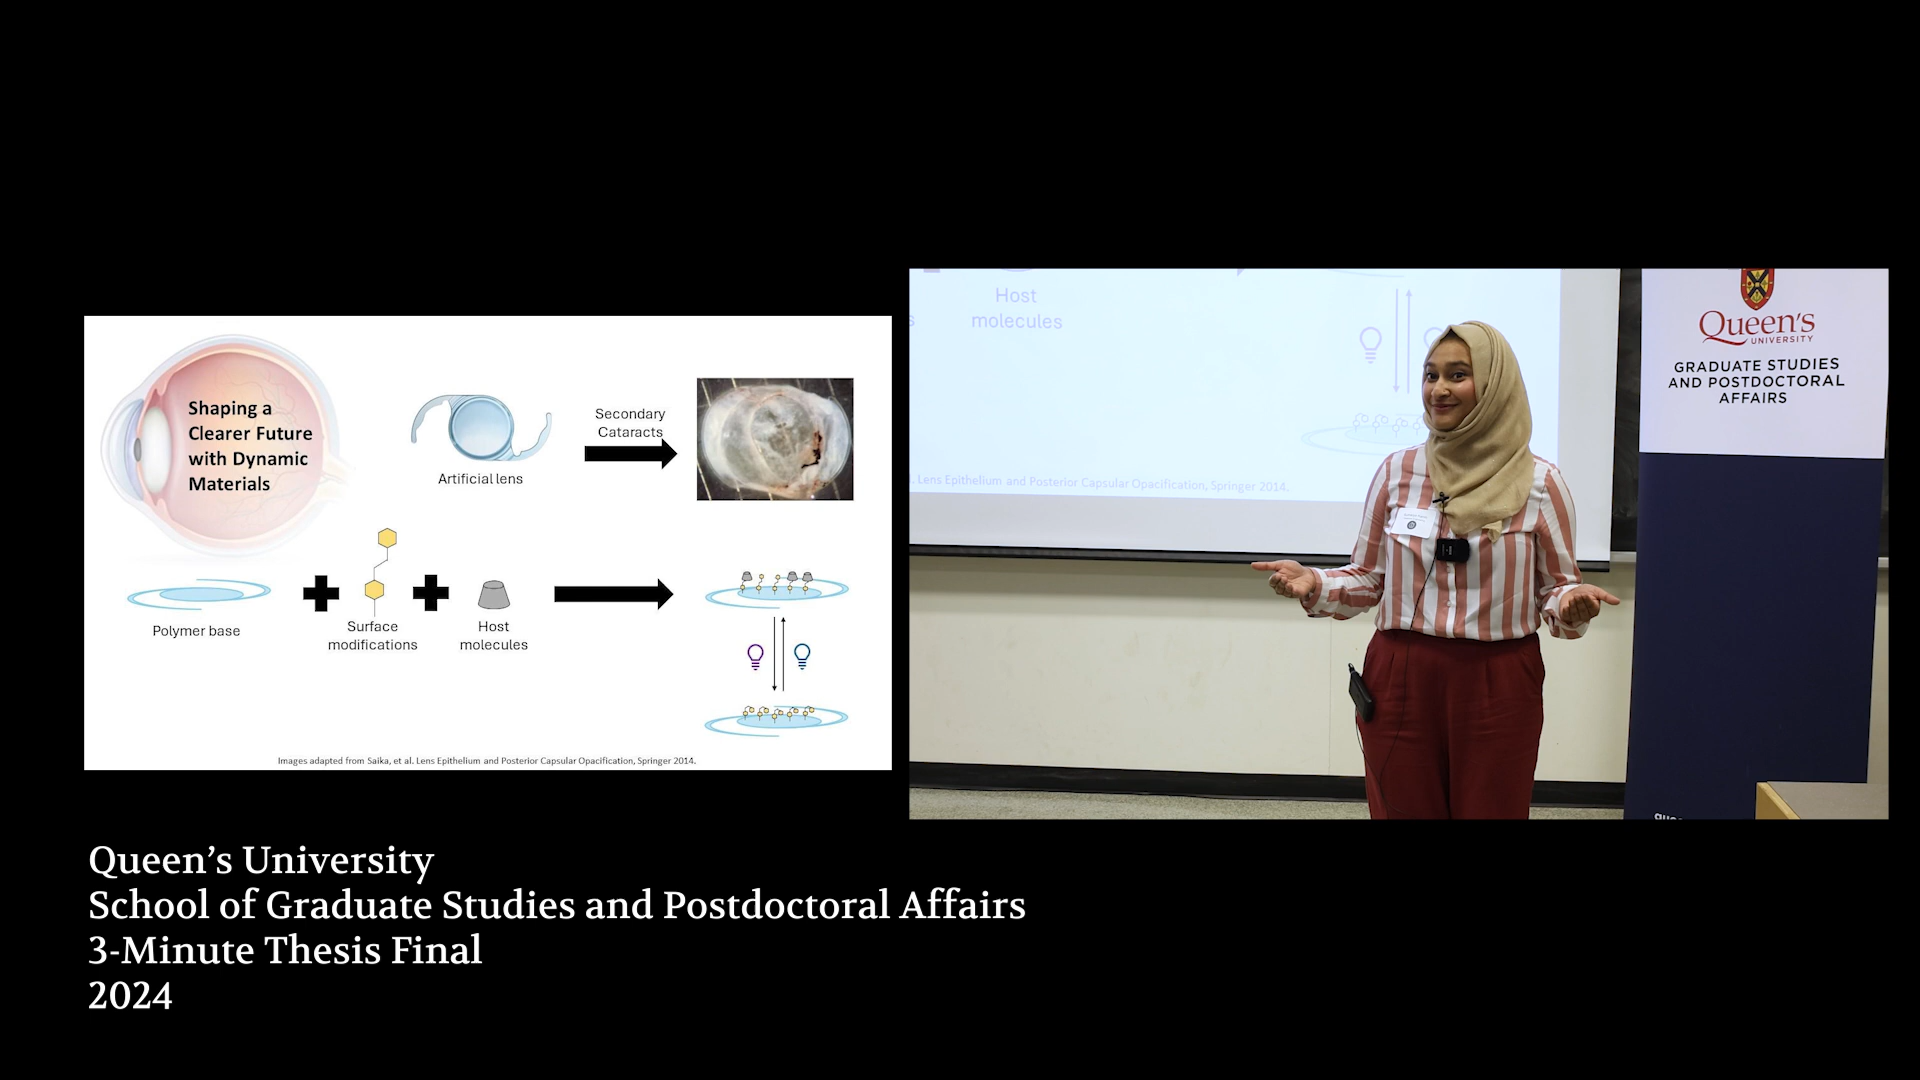 Shaping a
Clearer Future
with Dynamic
Materials
Artificial lens
Secondary
Cataracts
Polymer base
Surface
modifications
Host
molecules
Images adapted from Saika, et al. Lens Epithelium and Posterior Capsular Opacification, Springer 2014.
Host
molecules
s
. Lens Epithelium and Posterior Capsular Opacification, Springer 2014.
Queen's
UNIVERSITY
GRADUATE STUDIES
AND POSTDOCTORAL
AFFAIRS
Queen’s University
School of Graduate Studies and Postdoctoral Affairs
3-Minute Thesis Final
2024